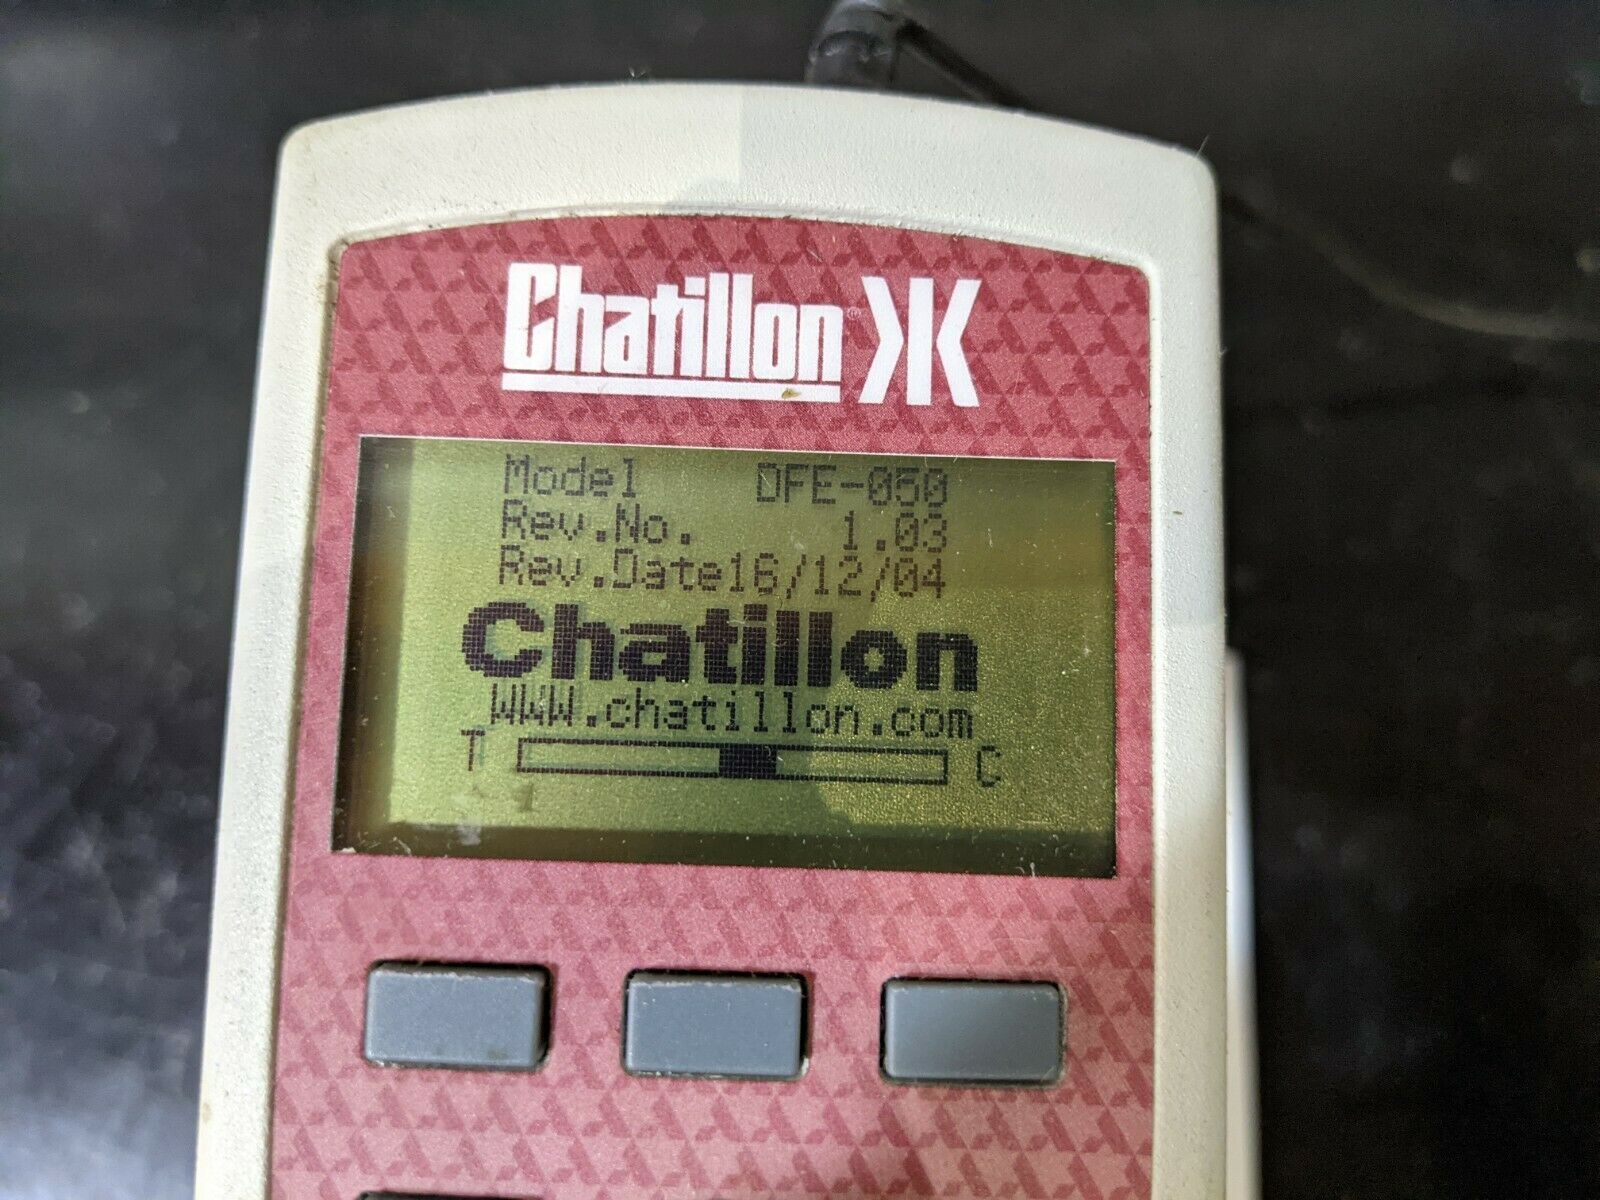 Chatillon®
Model DFE-050
Rev.No. 1.03
Rev.Date16/12/04
Chatillon
WWW.chatillon.com
T C